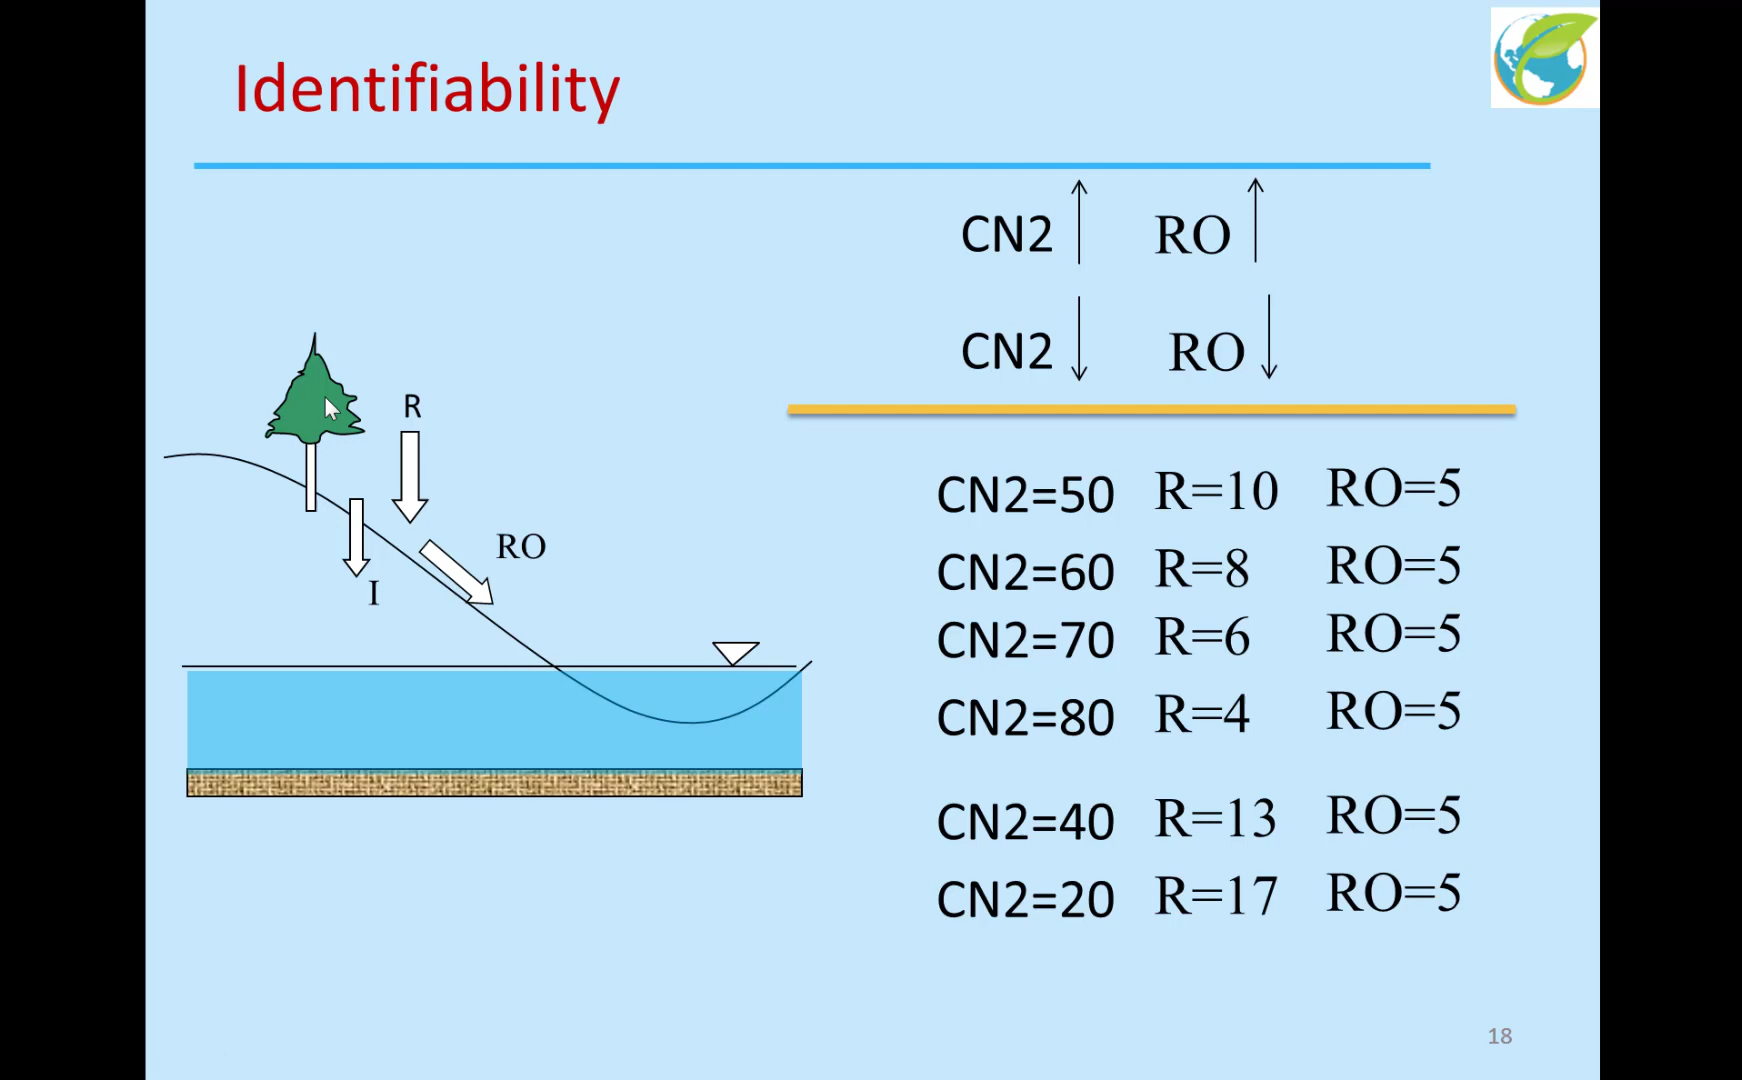 Identifiability
CN2 RO
CN2 RO
R
RO
I
CN2=50 R=10 RO=5
CN2=60 R=8 RO=5
CN2=70 R=6 RO=5
CN2=80 R=4 RO=5
CN2=40 R=13 RO=5
CN2=20 R=17 RO=5
18